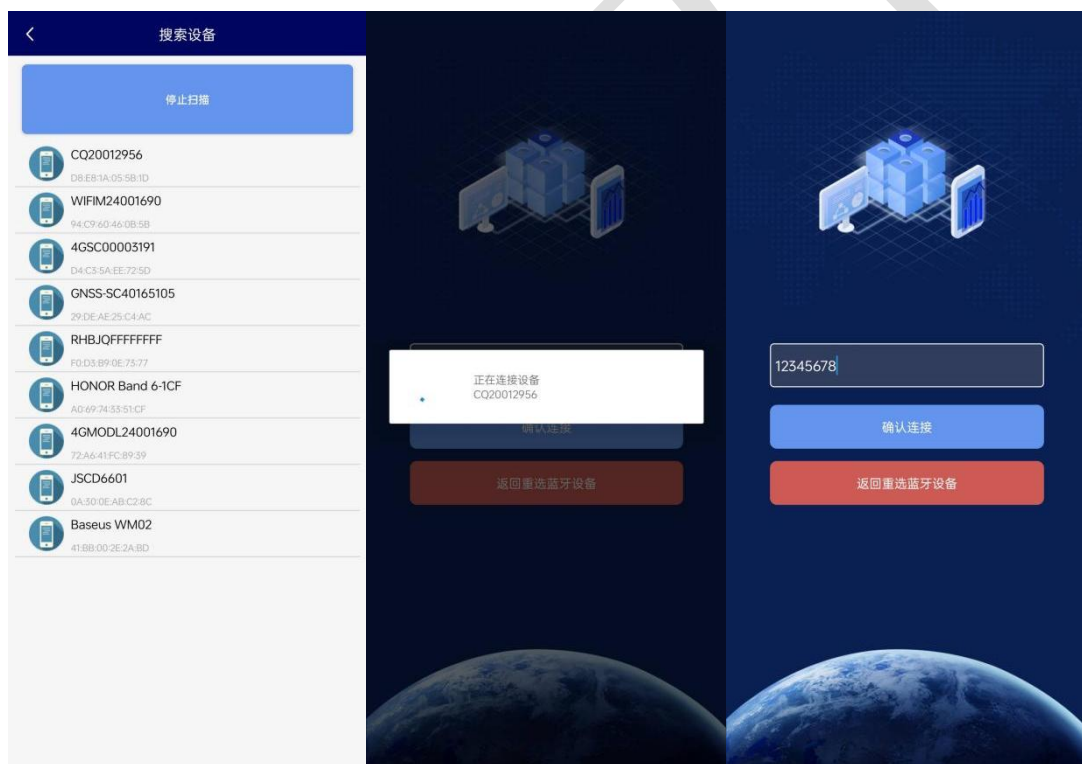 搜索设备
停止扫描
CQ20012956
D8:E8:1A:05:5B:1D
WIFIM24001690
94:C9:60:46:0B:5B
4GSC00003191
D4:C3:5A:EE:72:5D
GNSS-SC40165105
29:DE:AE:25:C4:AC
RHBJQFFFFFFFF
F0:D3:B9:0E:73:77
HONOR Band 6-1CF
A0:69:74:33:51:CF
4GMODL24001690
72:A6:41:FC:89:39
JSCD6601
0A:30:0E:AB:C2:8C
Baseus WM02
41:BB:00:2E:2A:BD
正在连接设备
CQ20012956
确认连接
返回重选蓝牙设备
12345678
确认连接
返回重选蓝牙设备